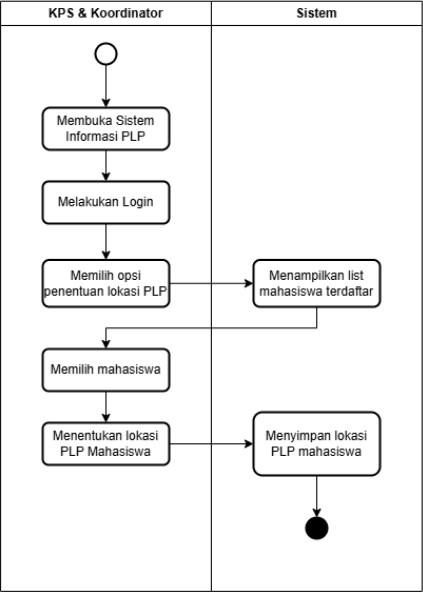 KPS & Koordinator
Sistem
Membuka Sistem
Informasi PLP
Melakukan Login
Memilih opsi
penentuan lokasi PLP
Menampilkan list
mahasiswa terdaftar
Memilih mahasiswa
Menentukan lokasi
PLP Mahasiswa
Menyimpan lokasi
PLP mahasiswa